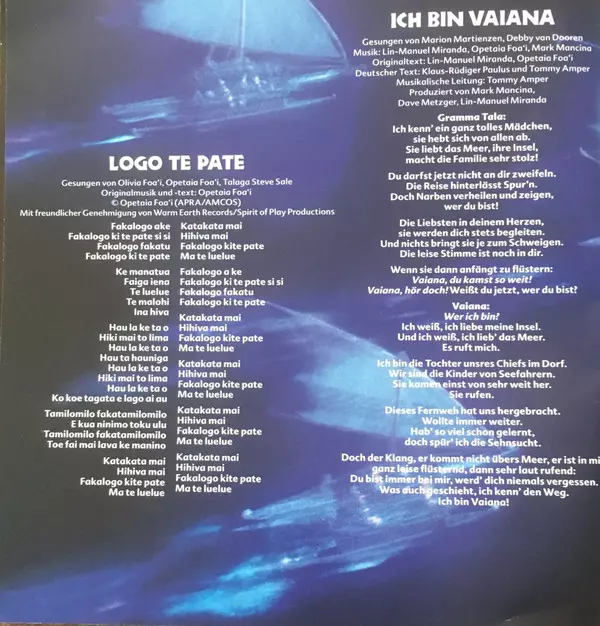 LOGO TE PATE
Gesungen von Olivia Foa'i, Opetaia Foa'i, Talaga Steve Sale
Originalmusik und -text: Opetaia Foa'i
© Opetaia Foa'i (APRA/AMCOS)
Mit freundlicher Genehmigung von Warm Earth Records/Spirit of Play Productions
Fakalogo ake
Fakalogo ki te pate si si
Fakalogo fakatu
Fakalogo ki te pate
Ke manatua
Faiga iena
Te luelue
Te malohi
Ina hiva
Hau la ke ta o
Hiki mai to lima
Hau la ke ta o
Hau ta hauniga
Hau la ke ta o
Hiki mai to lima
Hau la ke ta o
Ko koe tagata e lago ai au
Tamilomilo fakatamilomilo
E kua ninimo toku ulu
Tamilomilo fakatamilomilo
Toe fai mai lava ke manino
Katakata mai
Hihiva mai
Fakalogo kite pate
Ma te luelue
Katakata mai
Hihiva mai
Fakalogo kite pate
Ma te luelue
Fakalogo a ke
Fakalogo ki te pate si si
Fakalogo fakatu
Fakalogo ki te pate
Katakata mai
Hihiva mai
Fakalogo kite pate
Ma te luelue
Katakata mai
Hihiva mai
Fakalogo kite pate
Ma te luelue
Katakata mai
Hihiva mai
Fakalogo kite pate
Ma te luelue
Katakata mai
Hihiva mai
Fakalogo kite pate
Ma te luelue
ICH BIN VAIANA
Gesungen von Marion Martienzen, Debby van Dooren
Musik: Lin-Manuel Miranda, Opetaia Foa'i, Mark Mancina
Originaltext: Lin-Manuel Miranda, Opetaia Foa'i
Deutscher Text: Klaus-Rüdiger Paulus und Tommy Amper
Musikalische Leitung: Tommy Amper
Produziert von Mark Mancina,
Dave Metzger, Lin-Manuel Miranda
Gramma Tala:
Ich kenn' ein ganz tolles Mädchen,
sie hebt sich von allen ab.
Sie liebt das Meer, ihre Insel,
macht die Familie sehr stolz!
Du darfst jetzt nicht an dir zweifeln.
Die Reise hinterlässt Spur'n.
Doch Narben verheilen und zeigen,
wer du bist!
Die Liebsten in deinem Herzen,
sie werden dich stets begleiten.
Und nichts bringt sie je zum Schweigen.
Die leise Stimme ist noch in dir.
Wenn sie dann anfängt zu flüstern:
Vaiana, du kamst so weit!
Vaiana, hör doch! Weißt du jetzt, wer du bist?
Vaiana:
Wer ich bin?
Ich weiß, ich liebe meine Insel.
Und ich weiß, ich lieb' das Meer.
Es ruft mich.
Ich bin die Tochter unsres Chiefs im Dorf.
Wir sind die Kinder von Seefahrern.
Sie kamen einst von sehr weit her.
Sie rufen.
Dieses Fernweh hat uns hergebracht.
Wollte immer weiter.
Hab' so viel schon gelernt,
doch spür' ich die Sehnsucht.
Doch der Klang, er kommt nicht übers Meer, er ist in mi
ganz leise flüsternd, dann sehr laut rufend:
Du bist immer bei mir, werd' dich niemals vergessen.
Was auch geschieht, ich kenn' den Weg.
Ich bin Vaiana!